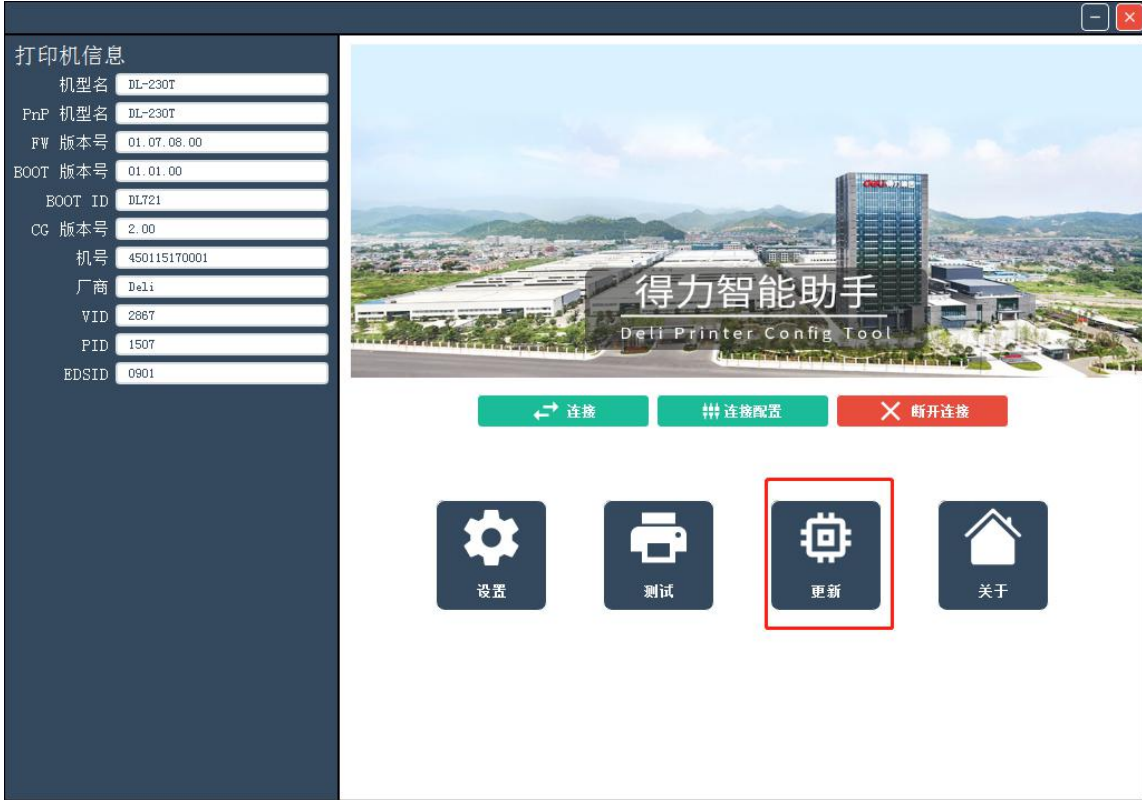 打印机信息
机型名 DL-230T
PnP 机型名 DL-230T
FW 版本号 01.07.08.00
BOOT 版本号 01.01.00
BOOT ID DL721
CG 版本号 2.00
机号 450115170001
厂商 Deli
VID 2867
PID 1507
EDSID 0901
得力智能助手
Deli Printer Config Tool
连接 连接配置 断开连接
设置 测试 更新 关于